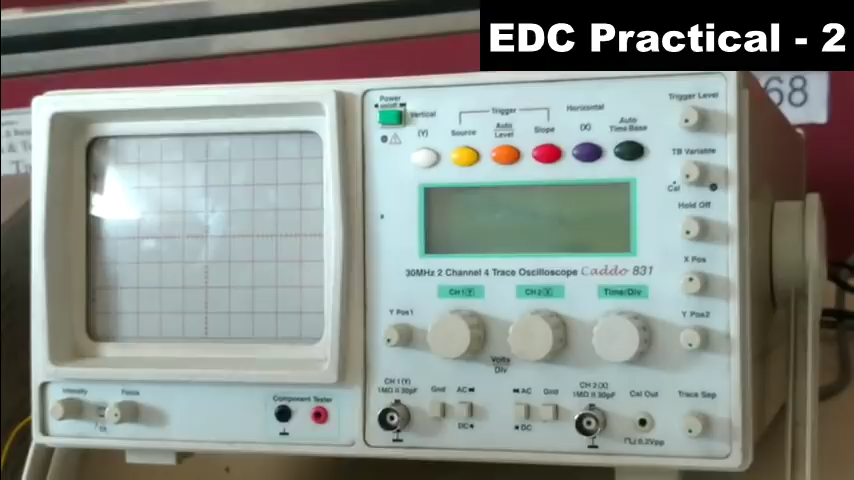 EDC Practical - 2
68
Power
on/off
Vertical
(Y)
Trigger
Source
Auto
Level
Slope
Horizontal
(X)
Auto
Time Base
Trigger Level
TB Variable
Cal
Hold Off
X Pos
Y Pos2
Trace Sep
30MHz 2 Channel 4 Trace Oscilloscope Caddo 831
CH 1 Y
CH 2 X
Time/Div
Y Pos1
Volts
Div
CH 1 (Y)
1MΩ II 30pF
Gnd
AC
DC
AC
DC
Gnd
CH 2 (X)
1MΩ II 30pF
Cal Out
0.2Vpp
Intensity
Focus
Component Tester